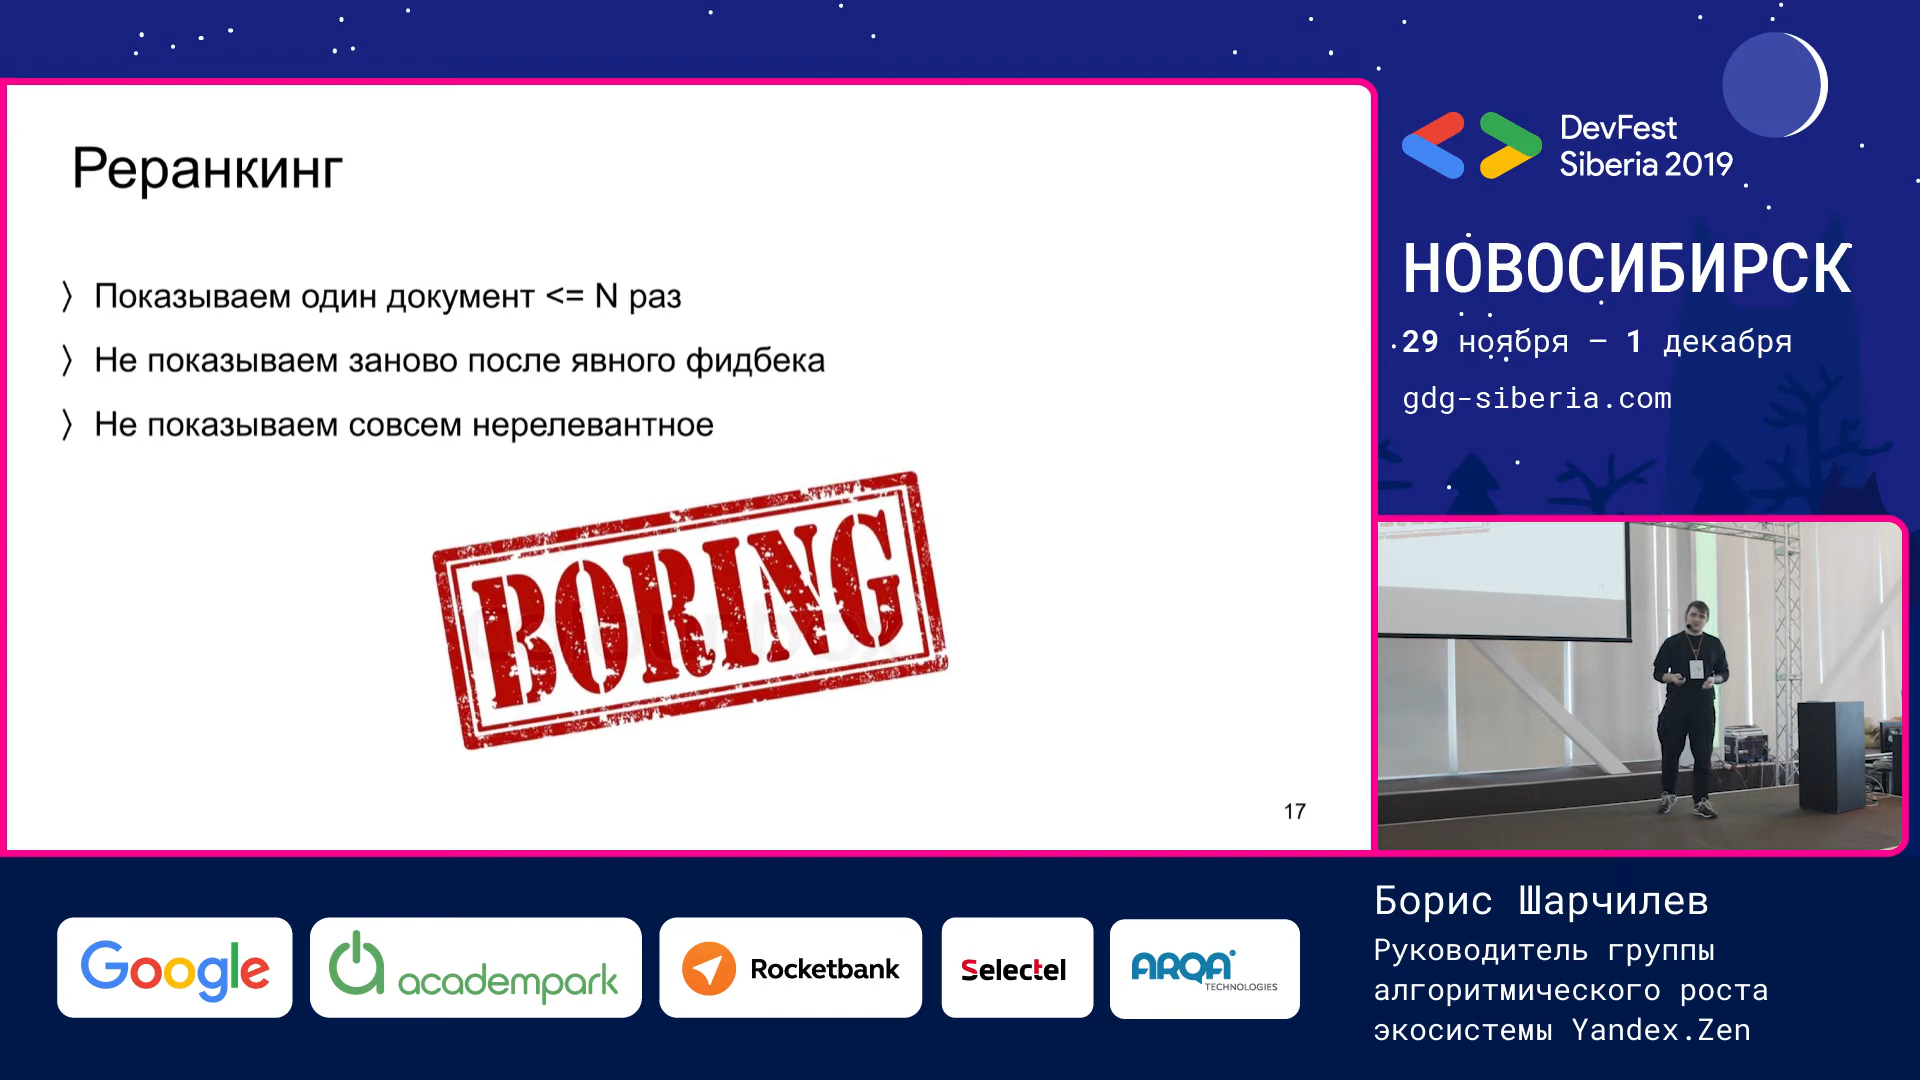 Реранкинг
〉 Показываем один документ <= N раз
〉 Не показываем заново после явного фидбека
〉 Не показываем совсем нерелевантное
BORING
17
DevFest
Siberia 2019
НОВОСИБИРСК
29 ноября – 1 декабря
gdg-siberia.com
Google
academpark
Rocketbank
Selectel
ARQA
TECHNOLOGIES
Борис Шарчилев
Руководитель группы
алгоритмического роста
экосистемы Yandex.Zen